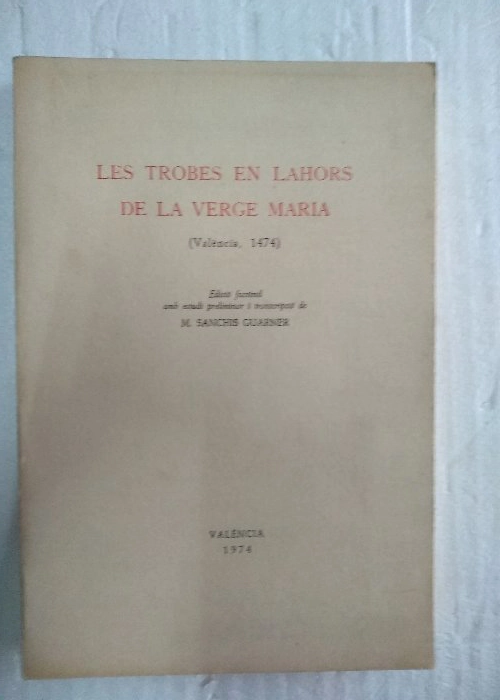 LES TROBES EN LAHORS
DE LA VERGE MARIA
(València, 1474)
Edició facsímil
amb estudi preliminar i transcripció de
M. SANCHIS GUARNER
VALÈNCIA
1974